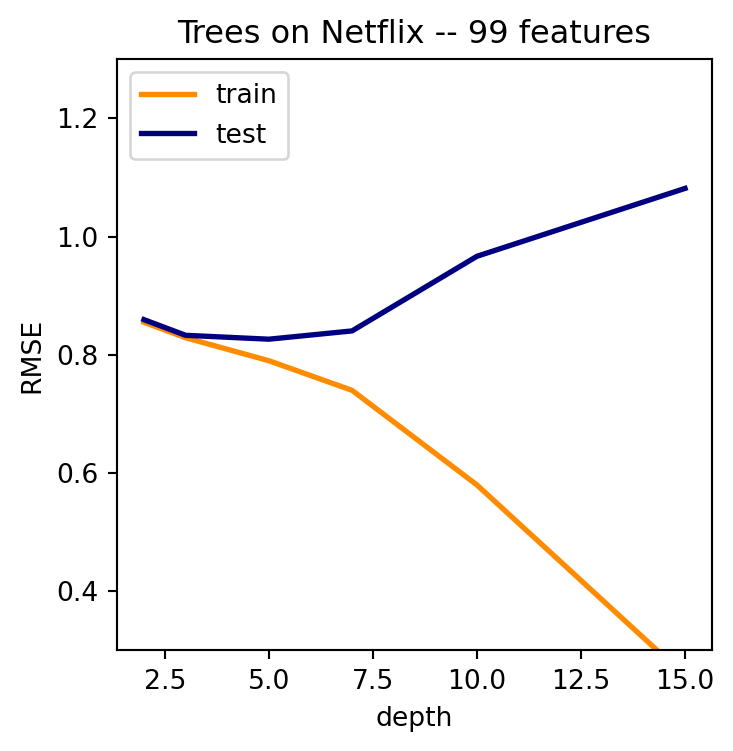 Trees on Netflix -- 99 features
train
test
1.2
1.0
0.8
0.6
0.4
RMSE
2.5 5.0 7.5 10.0 12.5 15.0
depth